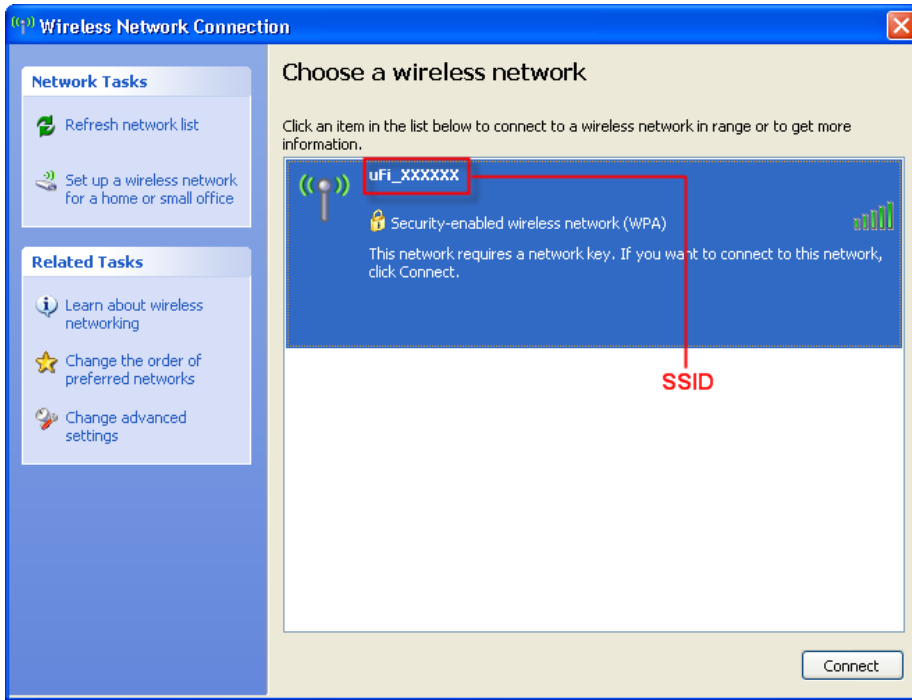 Wireless Network Connection
Network Tasks
Refresh network list
Set up a wireless network
for a home or small office
Related Tasks
Learn about wireless
networking
Change the order of
preferred networks
Change advanced
settings
Choose a wireless network
Click an item in the list below to connect to a wireless network in range or to get more
information.
uFi_XXXXXX
Security-enabled wireless network (WPA)
This network requires a network key. If you want to connect to this network,
click Connect.
SSID
Connect